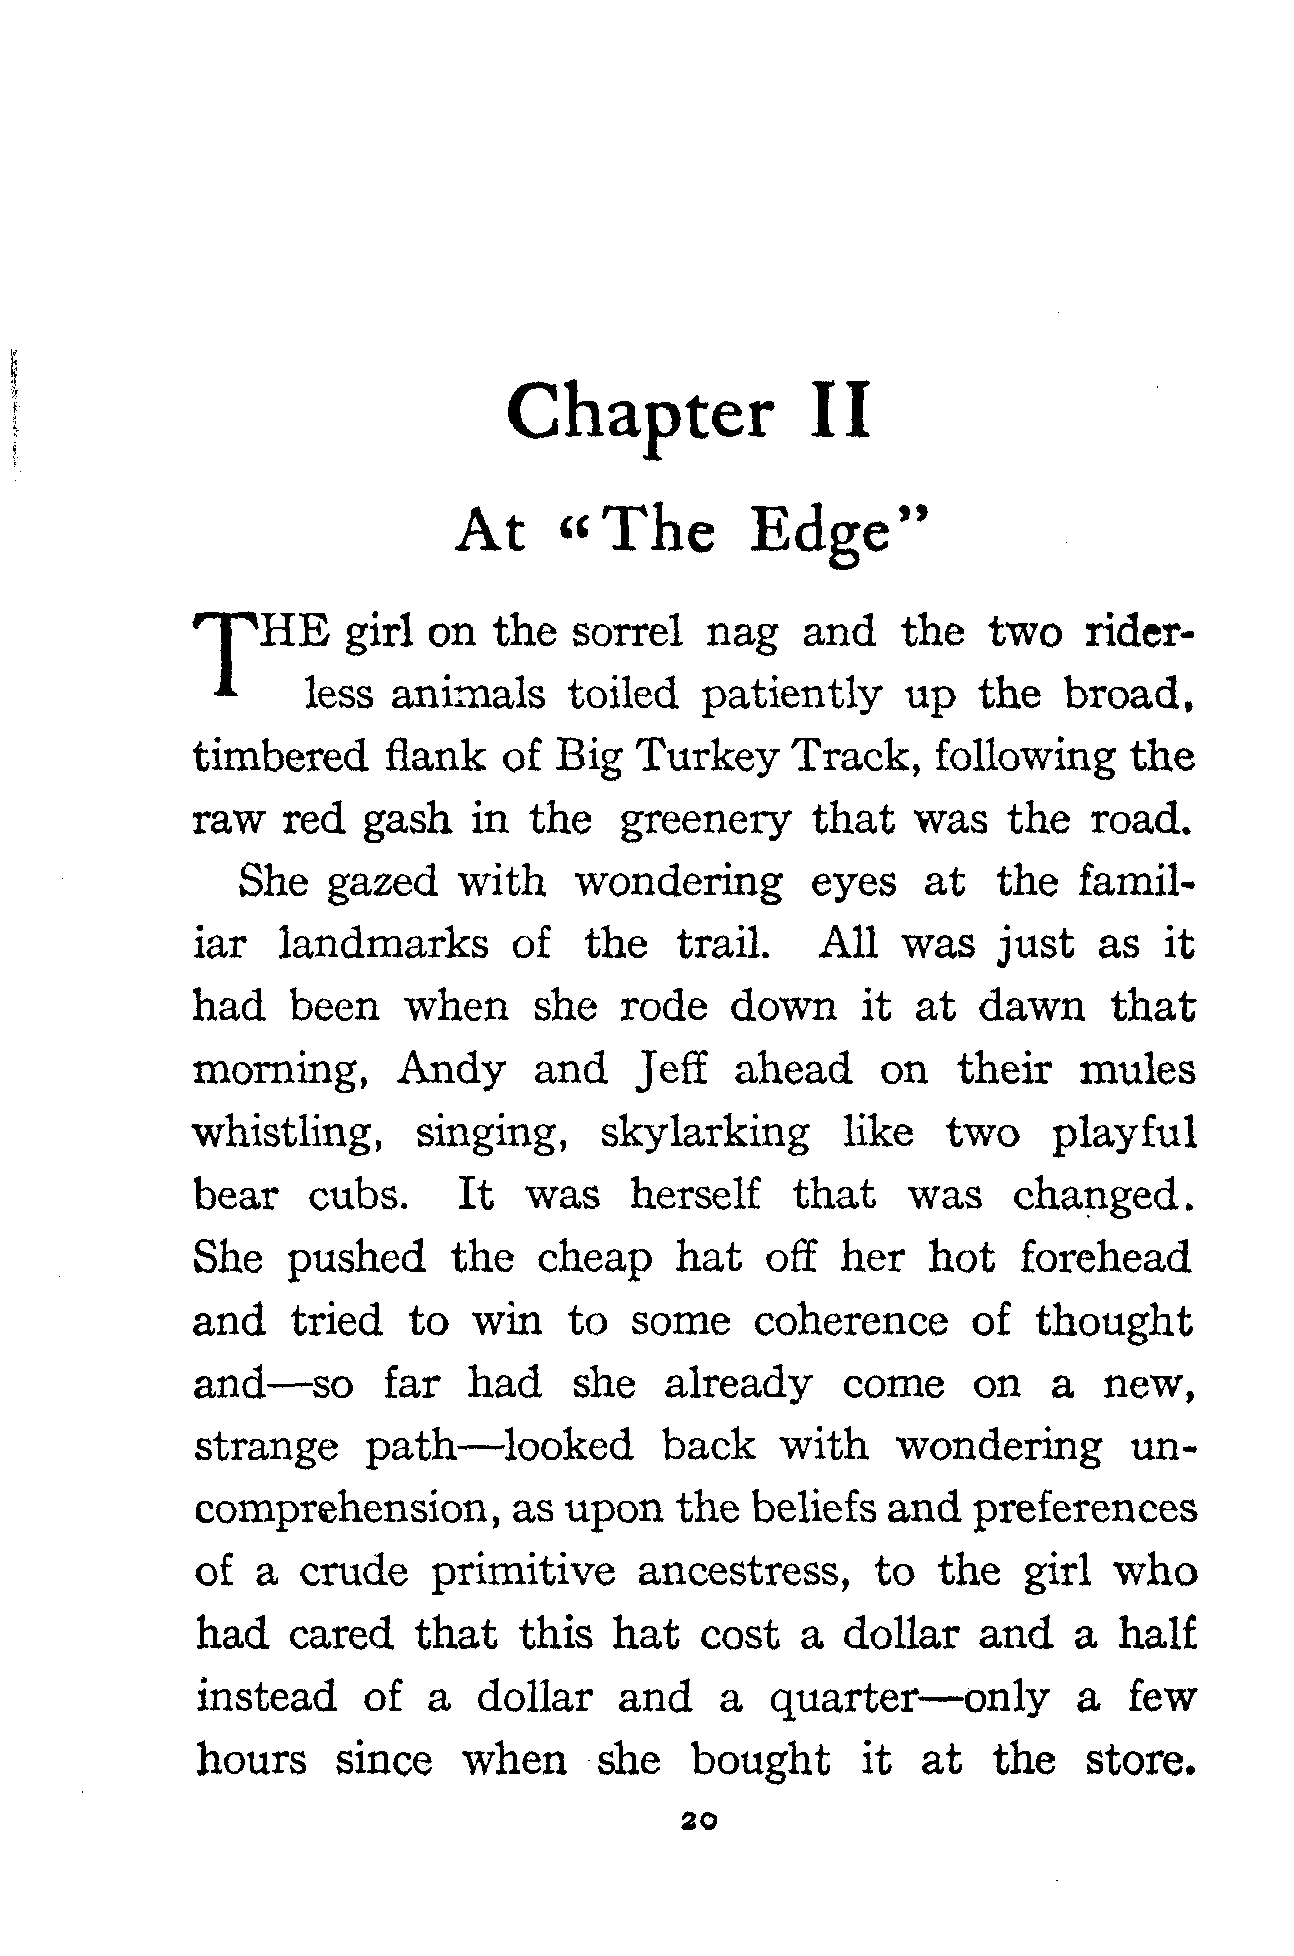 Chapter II
At "The Edge"
THE girl on the sorrel nag and the two rider-
less animals toiled patiently up the broad,
timbered flank of Big Turkey Track, following the
raw red gash in the greenery that was the road.
She gazed with wondering eyes at the famil-
iar landmarks of the trail. All was just as it
had been when she rode down it at dawn that
morning, Andy and Jeff ahead on their mules
whistling, singing, skylarking like two playful
bear cubs. It was herself that was changed.
She pushed the cheap hat off her hot forehead
and tried to win to some coherence of thought
and—so far had she already come on a new,
strange path—looked back with wondering un-
comprehension, as upon the beliefs and preferences
of a crude primitive ancestress, to the girl who
had cared that this hat cost a dollar and a half
instead of a dollar and a quarter—only a few
hours since when she bought it at the store.
20